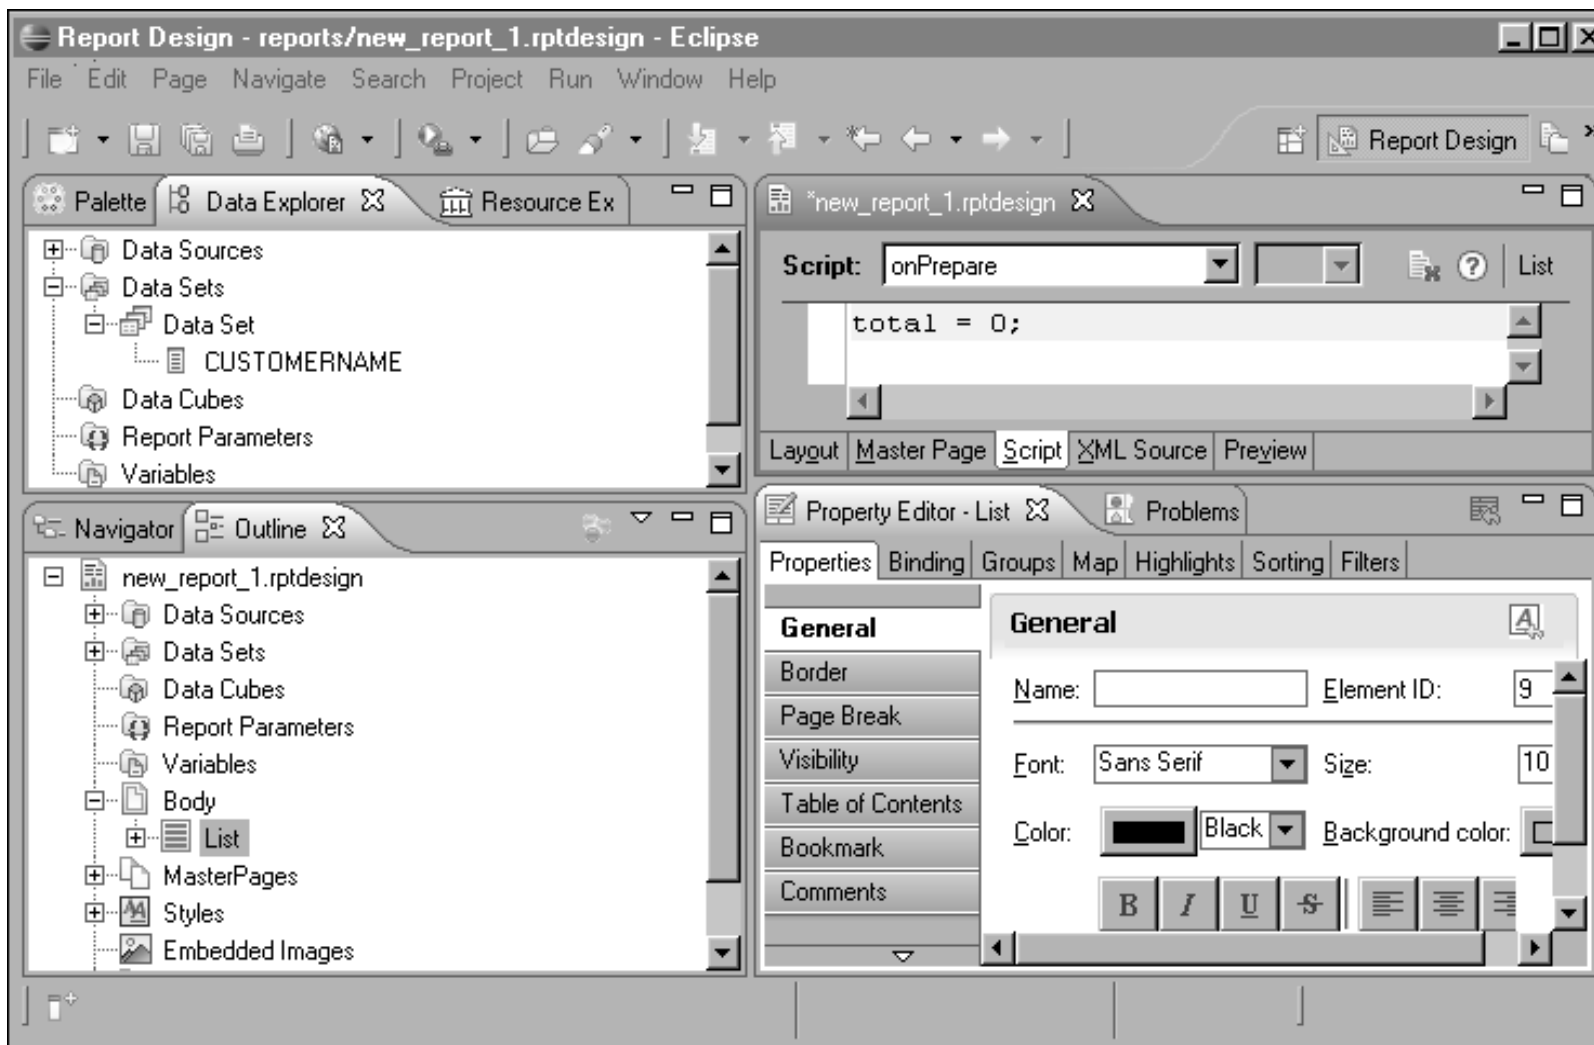 Report Design - reports/new_report_1.rptdesign - Eclipse
File Edit Page Navigate Search Project Run Window Help
Report Design
Palette Data Explorer Resource Ex
Data Sources
Data Sets
Data Set
CUSTOMERNAME
Data Cubes
Report Parameters
Variables
*new_report_1.rptdesign
Script: onPrepare List
total = 0;
Layout Master Page Script XML Source Preview
Navigator Outline
new_report_1.rptdesign
Data Sources
Data Sets
Data Cubes
Report Parameters
Variables
Body
List
MasterPages
Styles
Embedded Images
Property Editor - List Problems
Properties Binding Groups Map Highlights Sorting Filters
General
Border
Page Break
Visibility
Table of Contents
Bookmark
Comments
General
Name: Element ID: 9
Font: Sans Serif Size: 10
Color: Black Background color:
B I U S